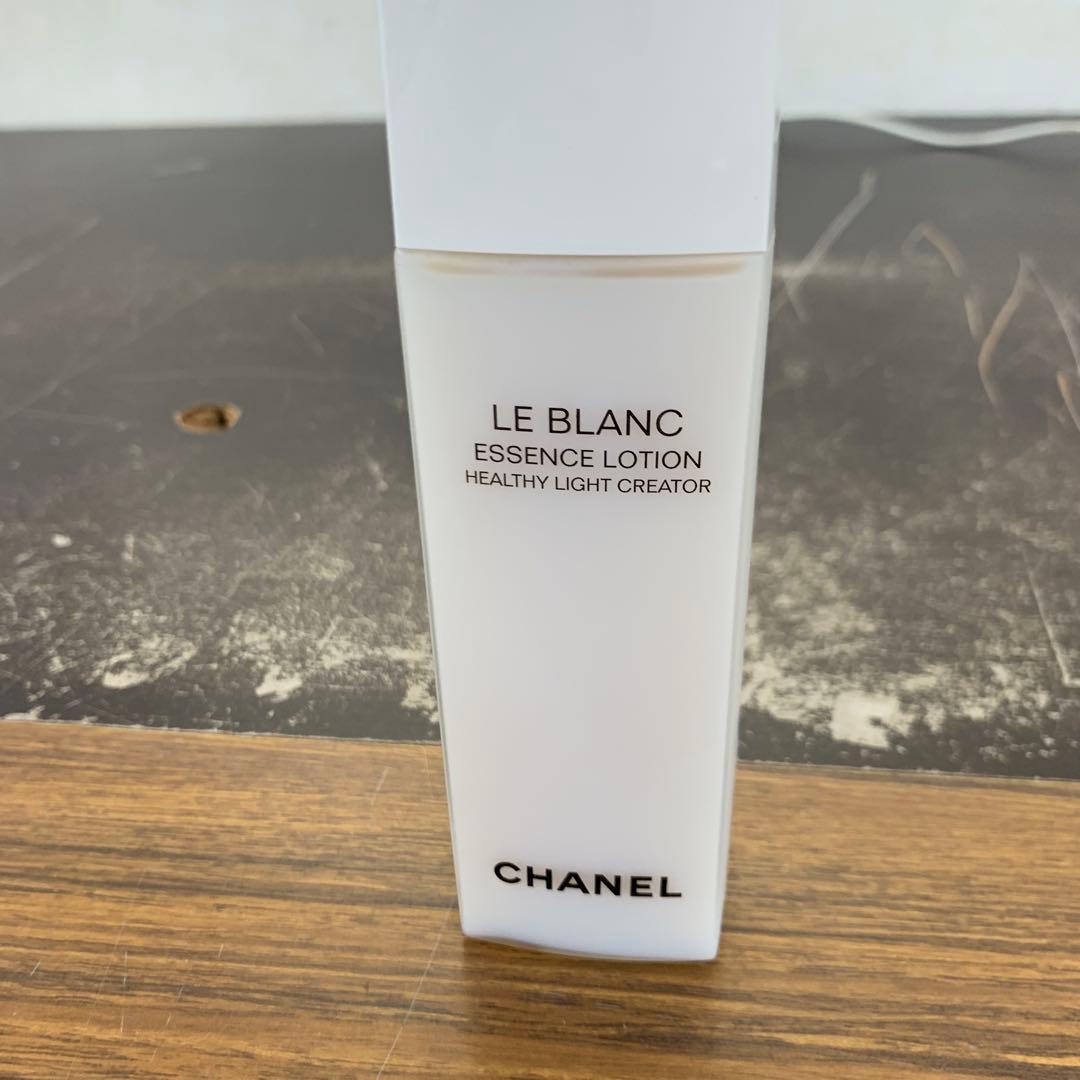 LE BLANC
ESSENCE LOTION
HEALTHY LIGHT CREATOR
CHANEL